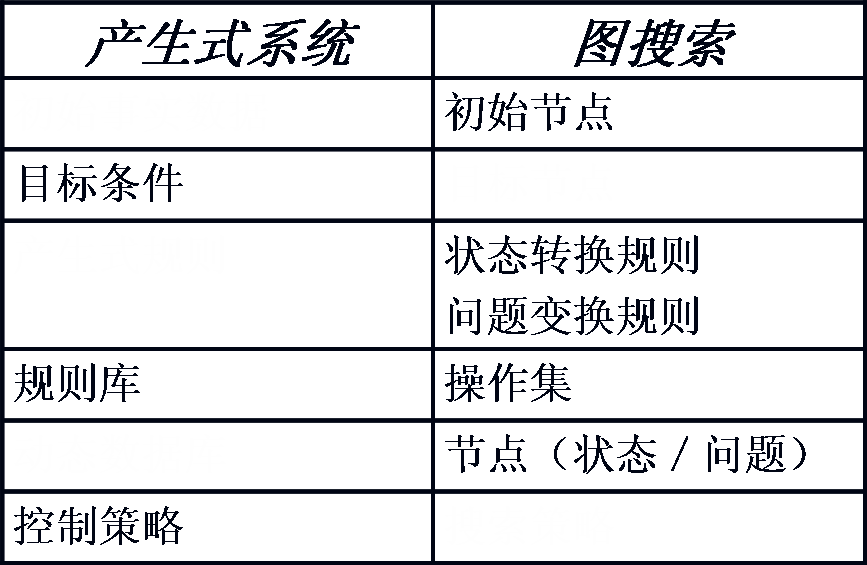 产生式系统 图搜索
初始节点
目标条件
状态转换规则
问题变换规则
规则库 操作集
节点（状态／问题）
控制策略